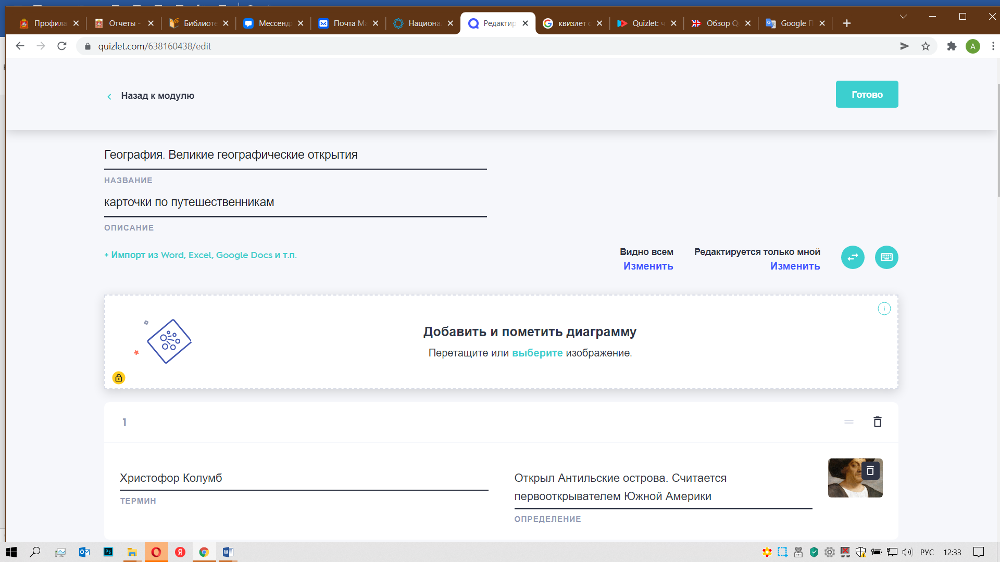 Профила
Отчеты -
Библиоте
Мессенд
Почта Ma
Национа
Редактир
квизлет
Quizlet: ч
Обзор Q
Google П
quizlet.com/638160438/edit
A
Назад к модулю
Готово
География. Великие географические открытия
НАЗВАНИЕ
карточки по путешественникам
ОПИСАНИЕ
+ Импорт из Word, Excel, Google Docs и т.п.
Видно всем
Изменить
Редактируется только мной
Изменить
Добавить и пометить диаграмму
Перетащите или выберите изображение.
1
Христофор Колумб
ТЕРМИН
Открыл Антильские острова. Считается
первооткрывателем Южной Америки
ОПРЕДЕЛЕНИЕ
РУС
12:33